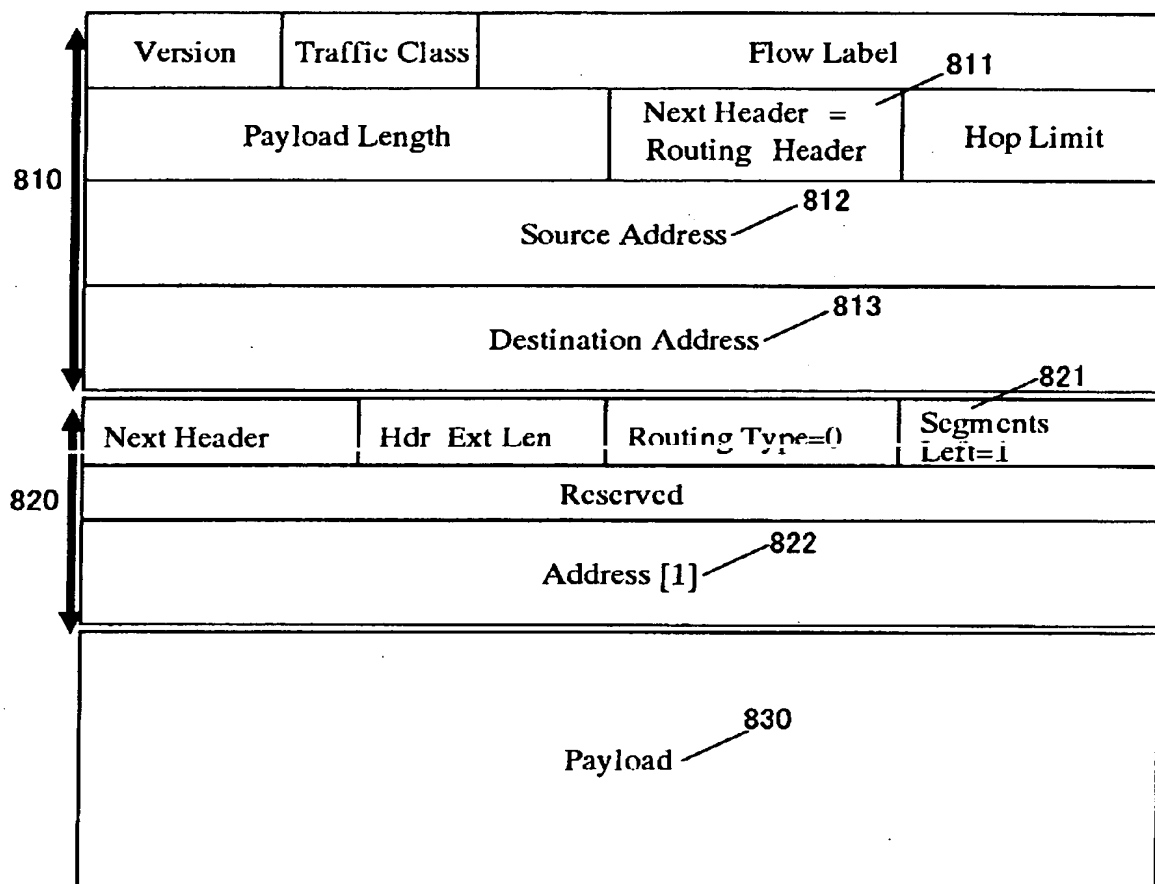 Version Traffic Class Flow Label
811
Payload Length Next Header = Hop Limit
Routing Header
810
812
Source Address
813
Destination Address
821
Next Header Hdr Ext Len Routing Type=0 Segments
Left=1
820
Reserved
822
Address [1]
830
Payload